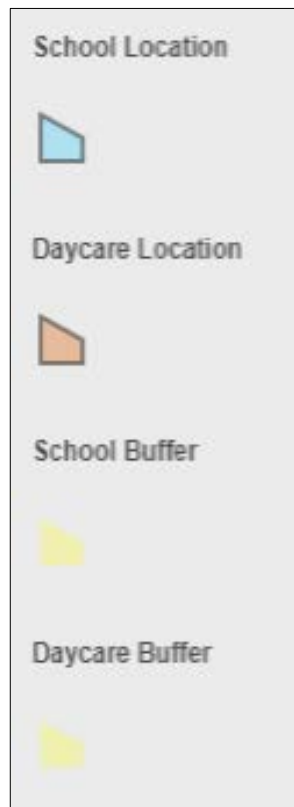 School Location
Daycare Location
School Buffer
Daycare Buffer